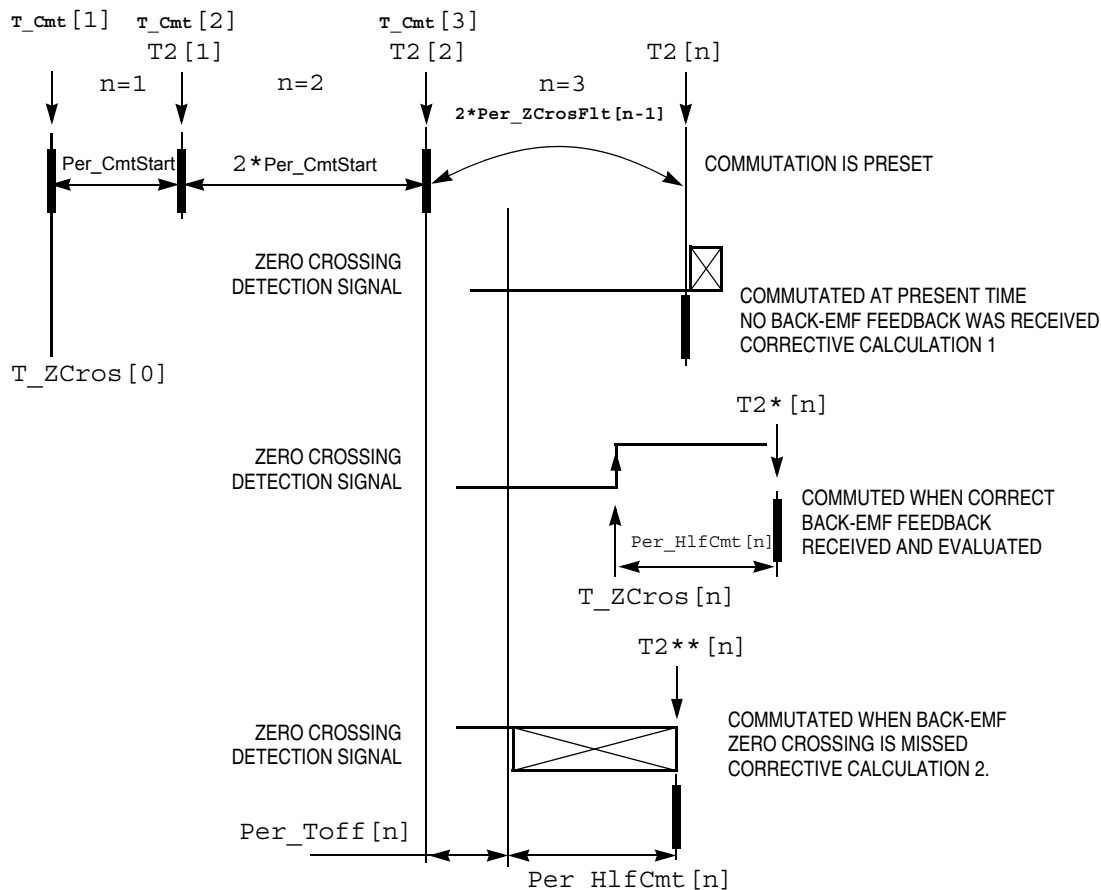 T_Cmt[1] T_Cmt[2] T_Cmt[3]
T2[1] T2[2] T2[n]
n=1 n=2 n=3
2*Per_ZCrosFlt[n-1]
Per_CmtStart 2*Per_CmtStart
COMMUTATION IS PRESET
ZERO CROSSING
DETECTION SIGNAL
COMMUTATED AT PRESENT TIME
NO BACK-EMF FEEDBACK WAS RECEIVED
CORRECTIVE CALCULATION 1
T_ZCros[0]
T2*[n]
ZERO CROSSING
DETECTION SIGNAL
COMMUTED WHEN CORRECT
BACK-EMF FEEDBACK
RECEIVED AND EVALUATED
Per_HlfCmt[n]
T_ZCros[n]
T2**[n]
ZERO CROSSING
DETECTION SIGNAL
COMMUTATED WHEN BACK-EMF
ZERO CROSSING IS MISSED
CORRECTIVE CALCULATION 2.
Per_Toff[n]
Per HlfCmt[n]